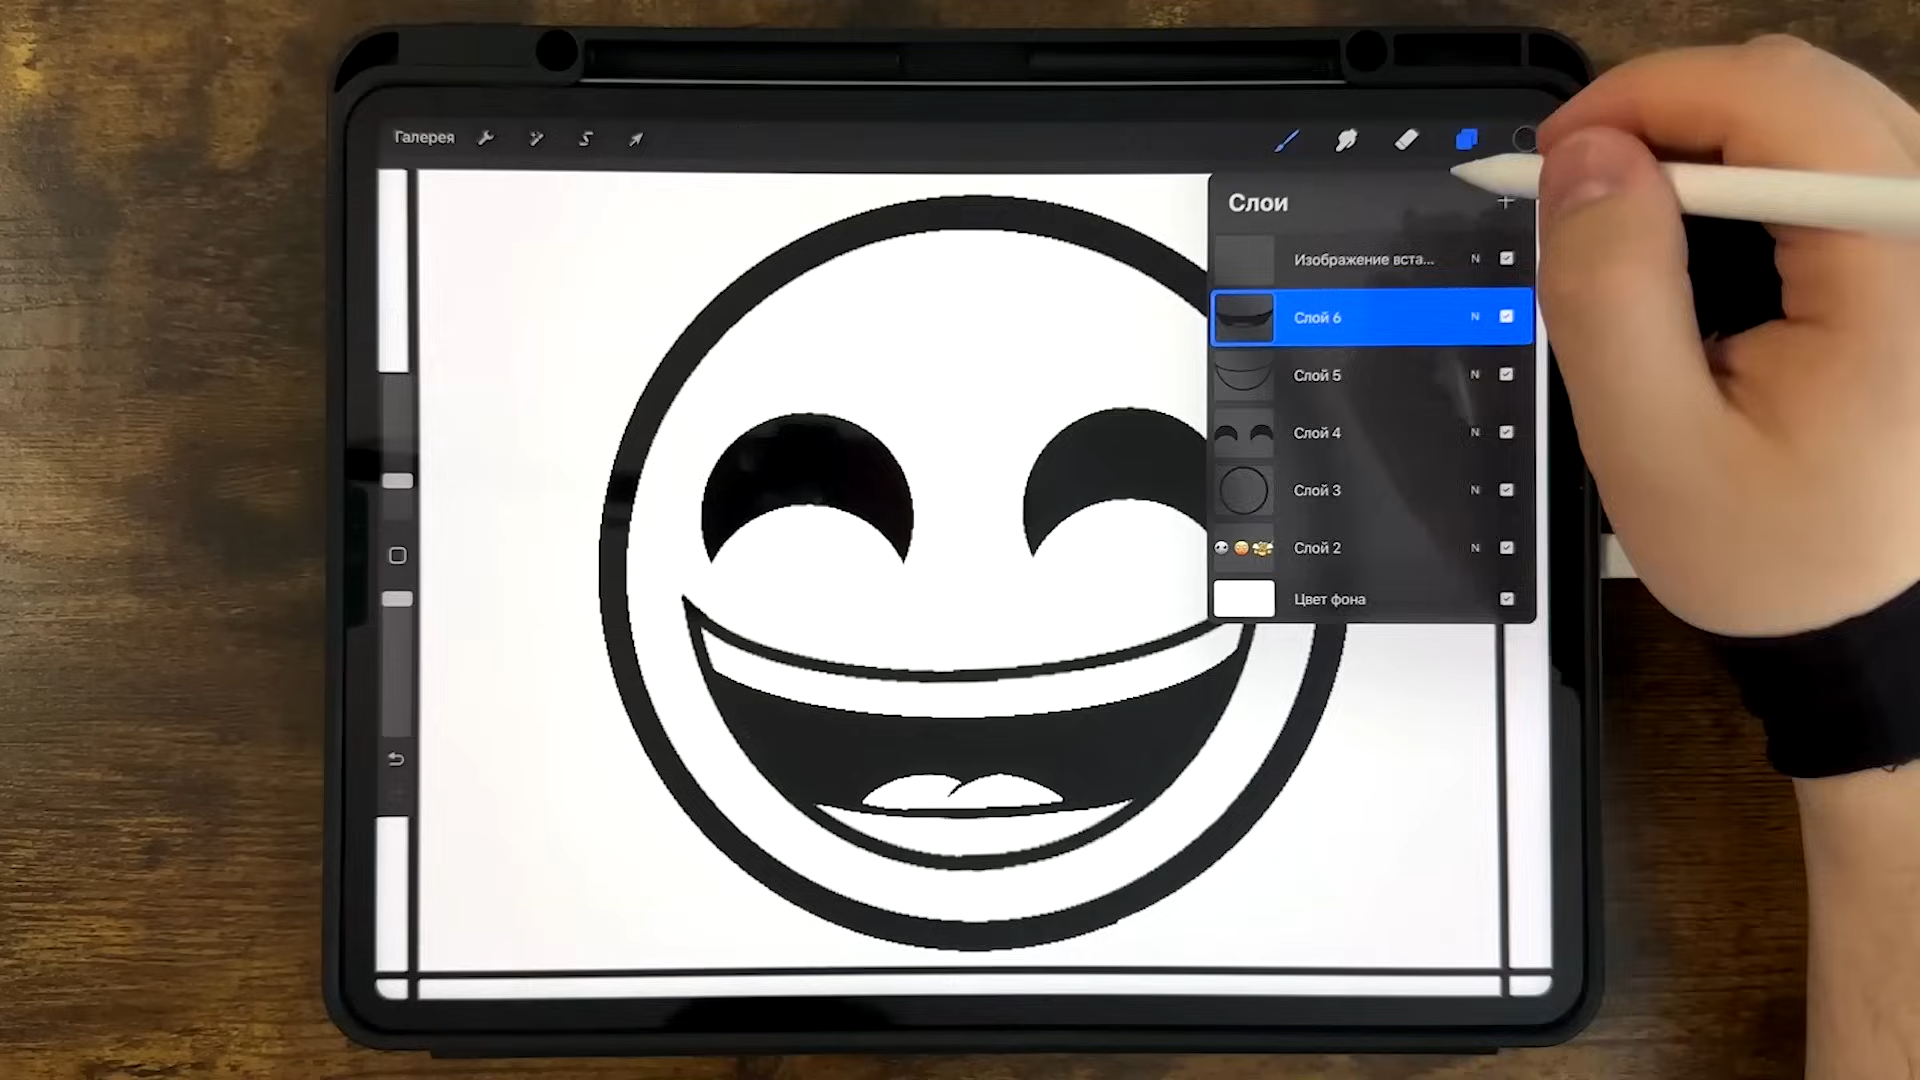 Галерея
Слои
Изображение вста... N
Слой 6 N
Слой 5 N
Слой 4 N
Слой 3 N
Слой 2 N
Цвет фона